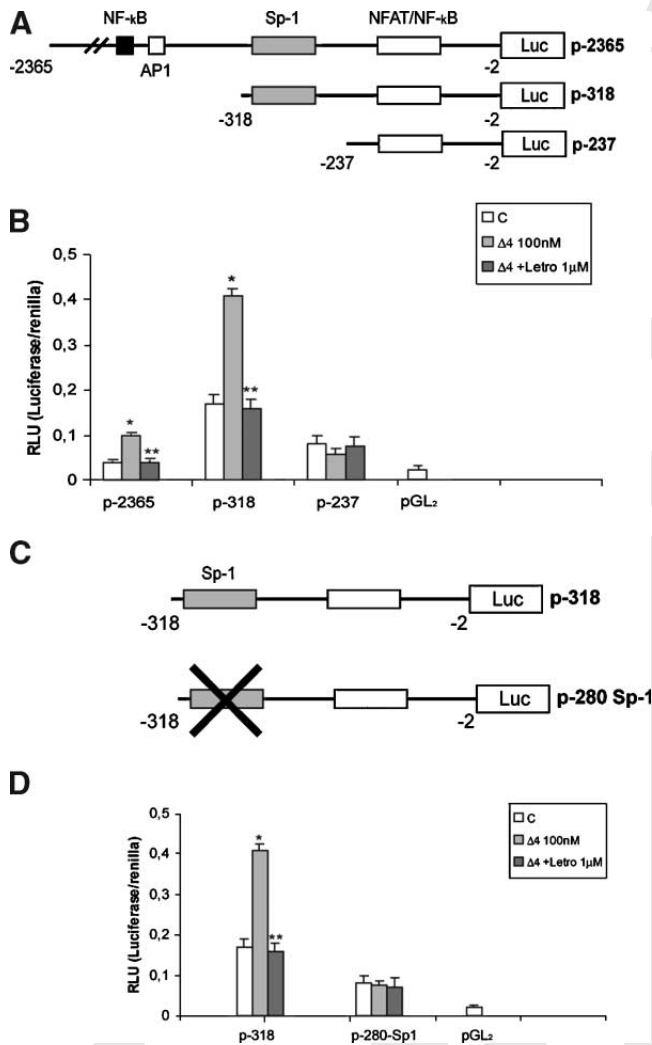 A
NF-kB
Sp-1
NFAT/NF-kB
-2365
AP1
-2
Luc
p-2365
-318
-2
Luc
p-318
-237
-2
Luc
p-237
B
C
Δ4 100nM
Δ4 +Letro 1μM
RLU (Luciferase/renilla)
0,5
0,4
0,3
0,2
0,1
0
*
**
*
**
p-2365
p-318
p-237
pGL₂
C
Sp-1
-318
-2
Luc
p-318
-318
-2
Luc
p-280 Sp-1
D
C
Δ4 100nM
Δ4 +Letro 1μM
RLU (Luciferase/renilla)
0,5
0,4
0,3
0,2
0,1
0
*
**
p-318
p-280-Sp1
pGL₂